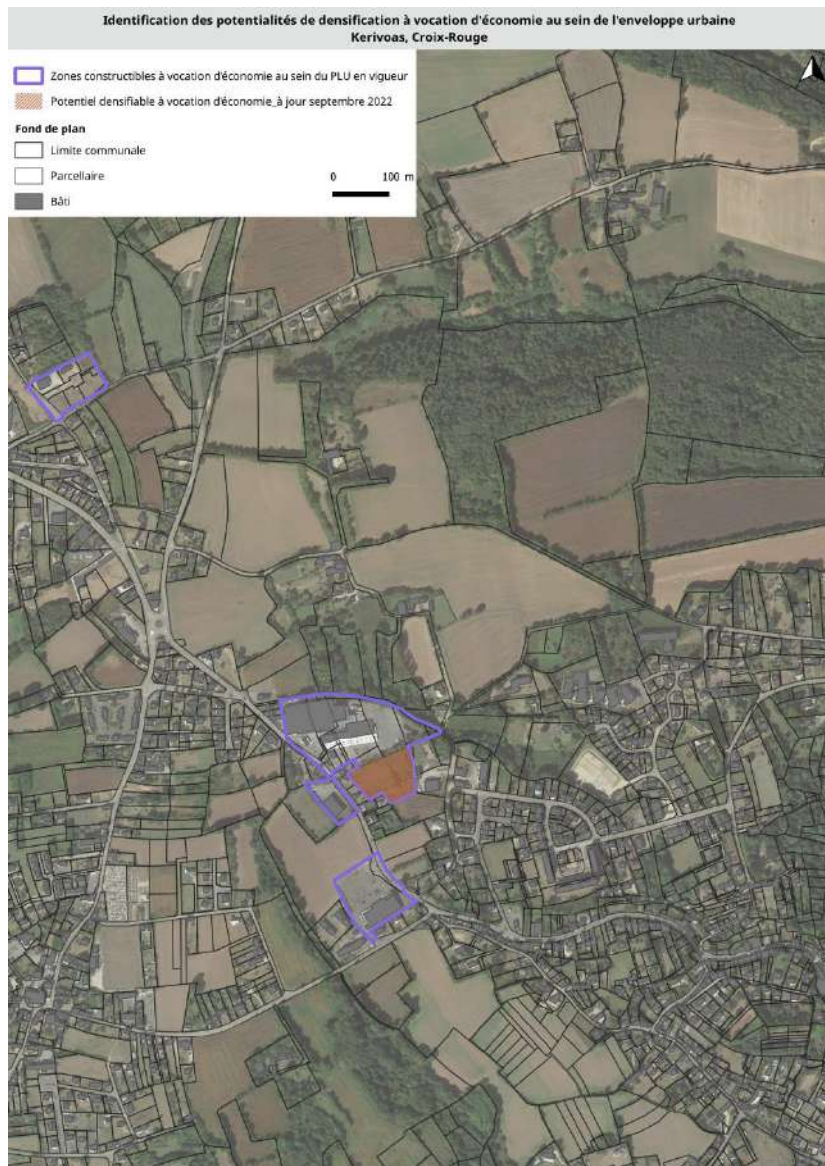 Identification des potentialités de densification à vocation d'économie au sein de l'enveloppe urbaine
Kerivoas, Croix-Rouge
Zones constructibles à vocation d'économie au sein du PLU en vigueur
Potentiel densifiable à vocation d'économie_à jour septembre 2022
Fond de plan
Limite communale
Parcellaire
Bâti
0 100 m